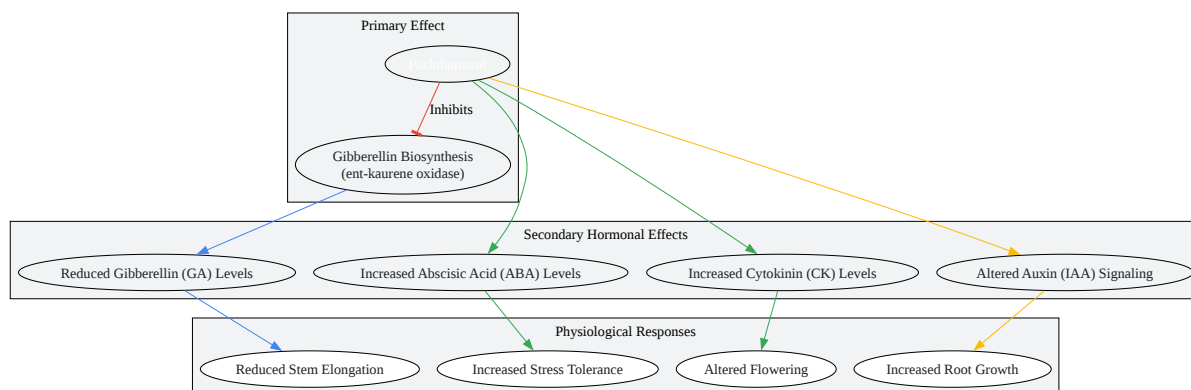 Primary Effect
Paclobutrazol
Inhibits
Gibberellin Biosynthesis
(ent-kaurene oxidase)
Secondary Hormonal Effects
Reduced Gibberellin (GA) Levels
Increased Abscisic Acid (ABA) Levels
Increased Cytokinin (CK) Levels
Altered Auxin (IAA) Signaling
Physiological Responses
Reduced Stem Elongation
Increased Stress Tolerance
Altered Flowering
Increased Root Growth